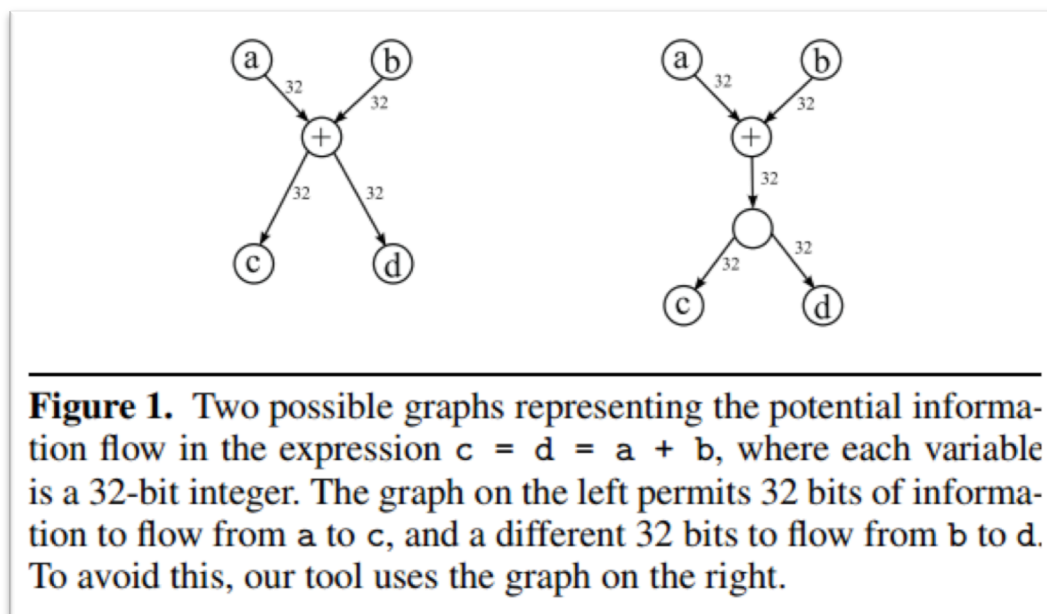 a b a b
32 32 32 32
+ +
32
32 32
32 32
c d
c d
Figure 1. Two possible graphs representing the potential informa-
tion flow in the expression c = d = a + b, where each variable
is a 32-bit integer. The graph on the left permits 32 bits of informa-
tion to flow from a to c, and a different 32 bits to flow from b to d.
To avoid this, our tool uses the graph on the right.